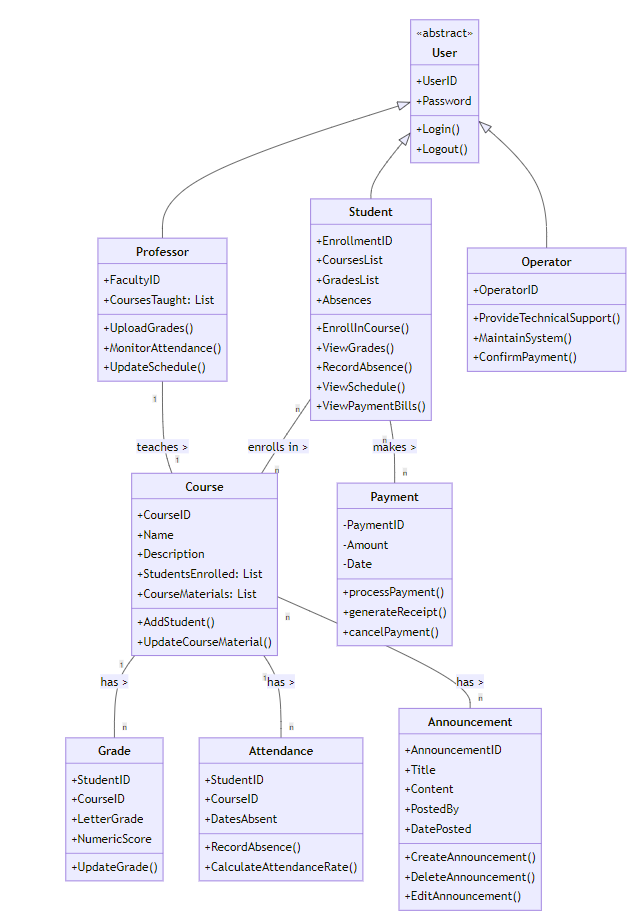 «abstract»
User
+UserID
+Password
+Login()
+Logout()
Student
+EnrollmentID
+CoursesList
+GradesList
+Absences
+EnrollInCourse()
+ViewGrades()
+RecordAbsence()
+ViewSchedule()
+ViewPaymentBills()
Professor
+FacultyID
+CoursesTaught: List
+UploadGrades()
+MonitorAttendance()
+UpdateSchedule()
Operator
+OperatorID
+ProvideTechnicalSupport()
+MaintainSystem()
+ConfirmPayment()
1
teaches >
1
n
enrolls in >
n
n
makes >
n
Course
+CourseID
+Name
+Description
+StudentsEnrolled: List
+CourseMaterials: List
+AddStudent()
+UpdateCourseMaterial()
Payment
-PaymentID
-Amount
-Date
+processPayment()
+generateReceipt()
+cancelPayment()
1
has >
n
1
has >
n
n
has >
n
Grade
+StudentID
+CourseID
+LetterGrade
+NumericScore
+UpdateGrade()
Attendance
+StudentID
+CourseID
+DatesAbsent
+RecordAbsence()
+CalculateAttendanceRate()
Announcement
+AnnouncementID
+Title
+Content
+PostedBy
+DatePosted
+CreateAnnouncement()
+DeleteAnnouncement()
+EditAnnouncement()